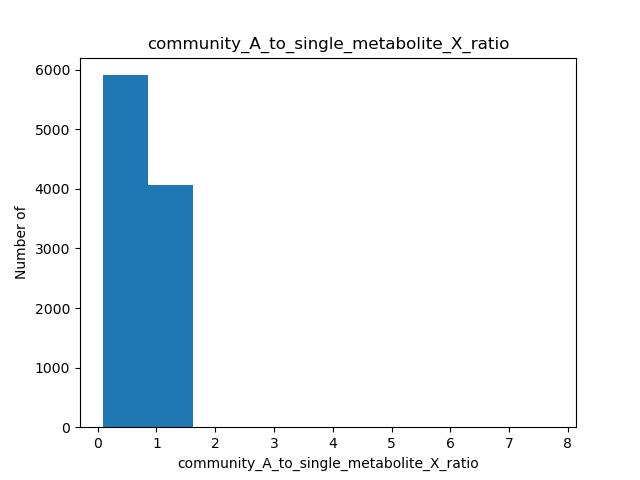 community_A_to_single_metabolite_X_ratio
6000
5000
4000
3000
2000
1000
0
Number of
0 1 2 3 4 5 6 7 8
community_A_to_single_metabolite_X_ratio